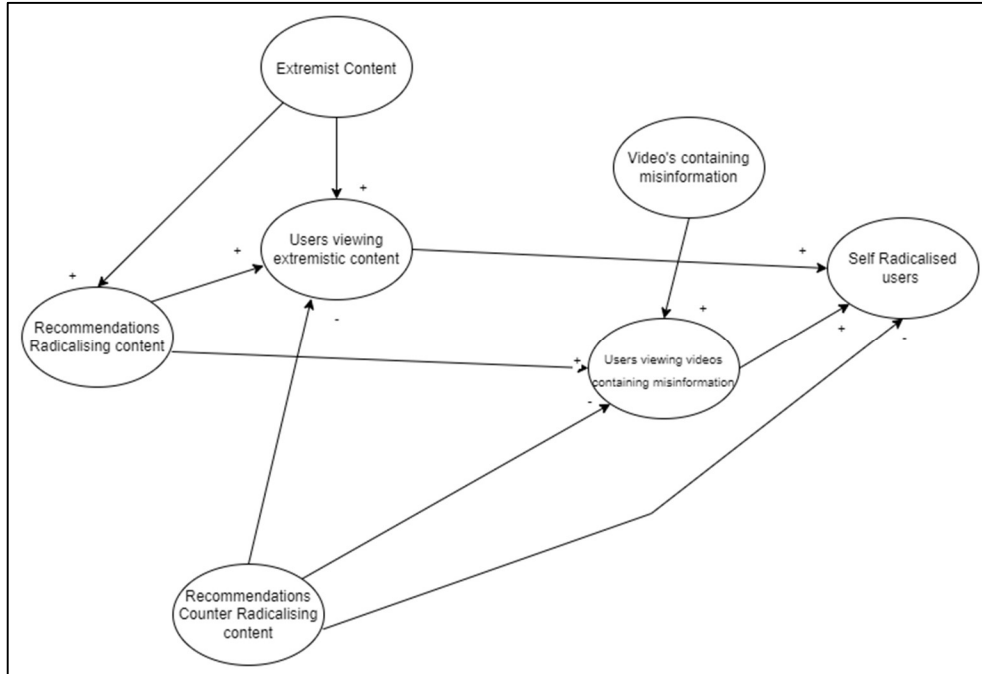 Extremist Content
+
Video's containing
misinformation
+
Users viewing
extremistic content
+
+
Self Radicalised
users
+
Recommendations
Radicalising content
-
+
+
-
Users viewing videos
containing misinformation
+
-
Recommendations
Counter Radicalising
content